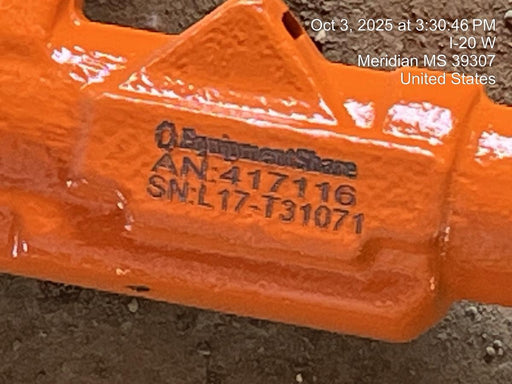 Oct 3, 2025 at 3:30:46 PM
I-20 W
Meridian MS 39307
United States
EquipmentShare
AN:417116
SN:L17-T31071